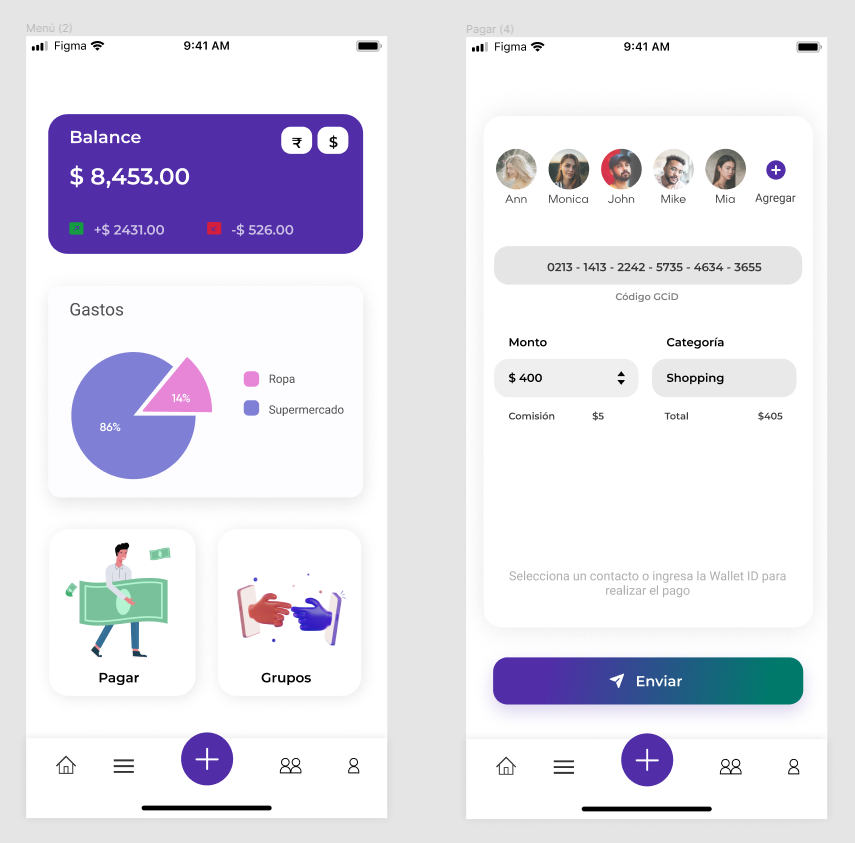 Menú (2)
Figma
9:41 AM
Balance
₹
$
$ 8,453.00
+$ 2431.00
-$ 526.00
Gastos
14%
86%
Ropa
Supermercado
Pagar
Grupos
Pagar (4)
Figma
9:41 AM
Ann
Monica
John
Mike
Mia
Agregar
0213 - 1413 - 2242 - 5735 - 4634 - 3655
Código GCiD
Monto
Categoría
$ 400
Shopping
Comisión
$5
Total
$405
Selecciona un contacto o ingresa la Wallet ID para
realizar el pago
Enviar